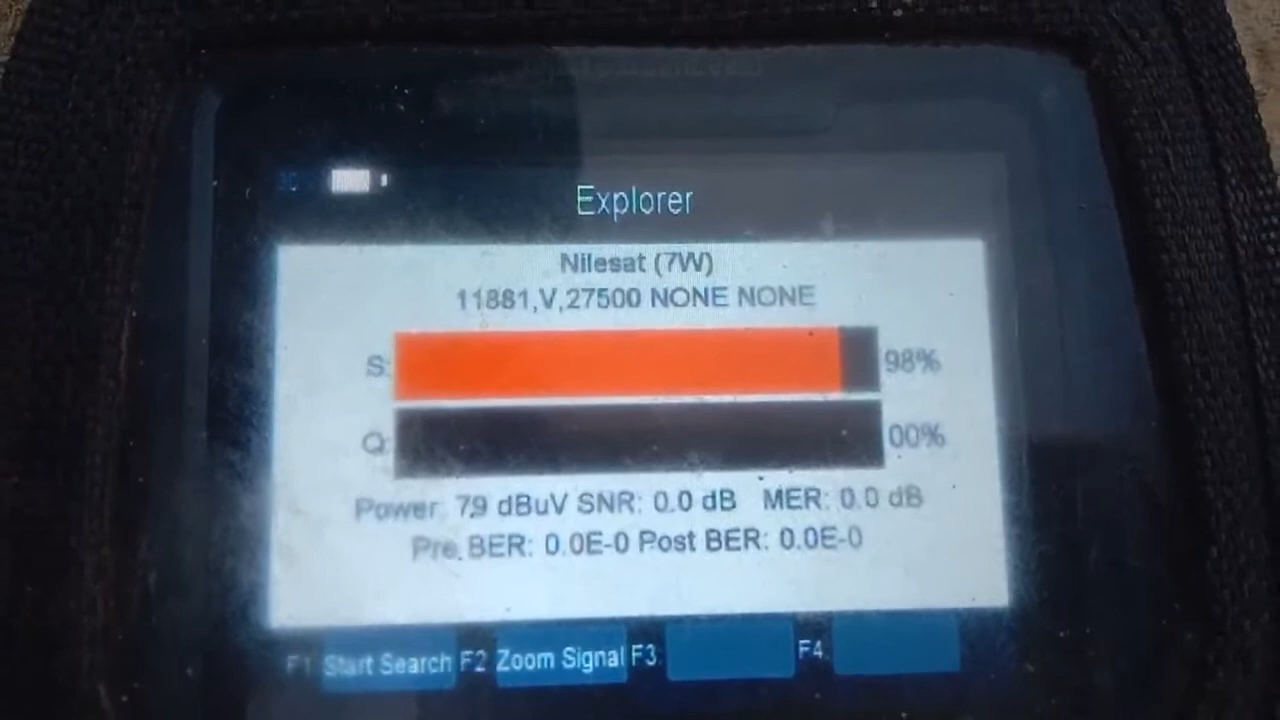 Explorer
Nilesat (7W)
11881,V,27500 NONE NONE
S: 98%
Q: 00%
Power: 79 dBuV SNR: 0.0 dB MER: 0.0 dB
Pre. BER: 0.0E-0 Post BER: 0.0E-0
F1 Start Search F2 Zoom Signal F3 F4